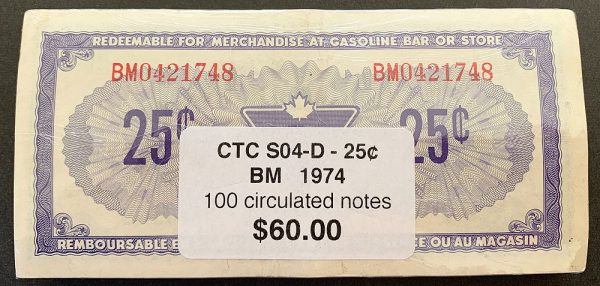 REDEEMABLE FOR MERCHANDISE AT GASOLINE BAR OR STORE
BM0421748 BM0421748
25¢ 25¢
CTC S04-D - 25¢
BM 1974
100 circulated notes
$60.00
REMBOURSABLE OU AU MAGASIN